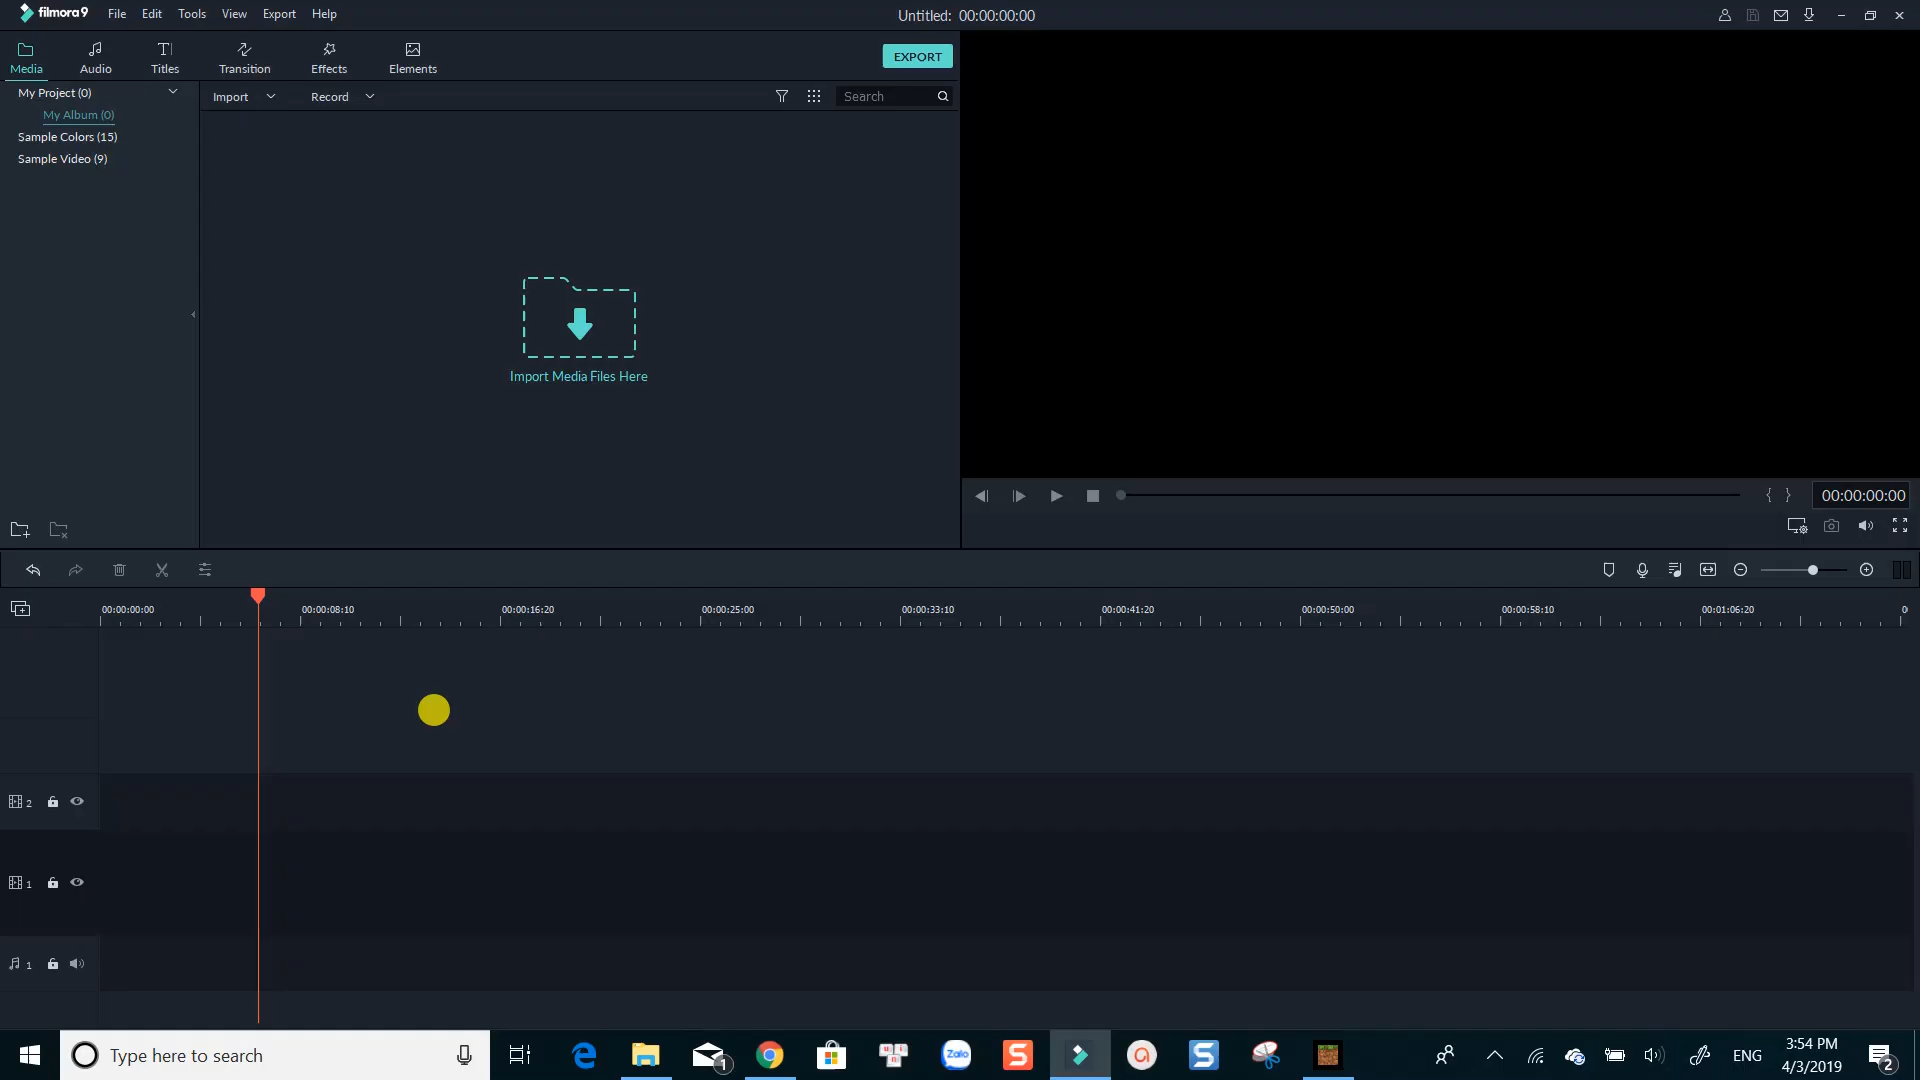 filmora9 File Edit Tools View Export Help Untitled: 00:00:00:00
Media Audio Titles Transition Effects Elements EXPORT
My Project (0) Import Record Search
My Album (0)
Sample Colors (15)
Sample Video (9)
Import Media Files Here
00:00:00:00
00:00:00:00 00:00:08:10 00:00:16:20 00:00:25:00 00:00:33:10 00:00:41:20 00:00:50:00 00:00:58:10 00:01:06:20
2
1
1
Type here to search 1 Zalo ENG 3:54 PM
4/3/2019 2